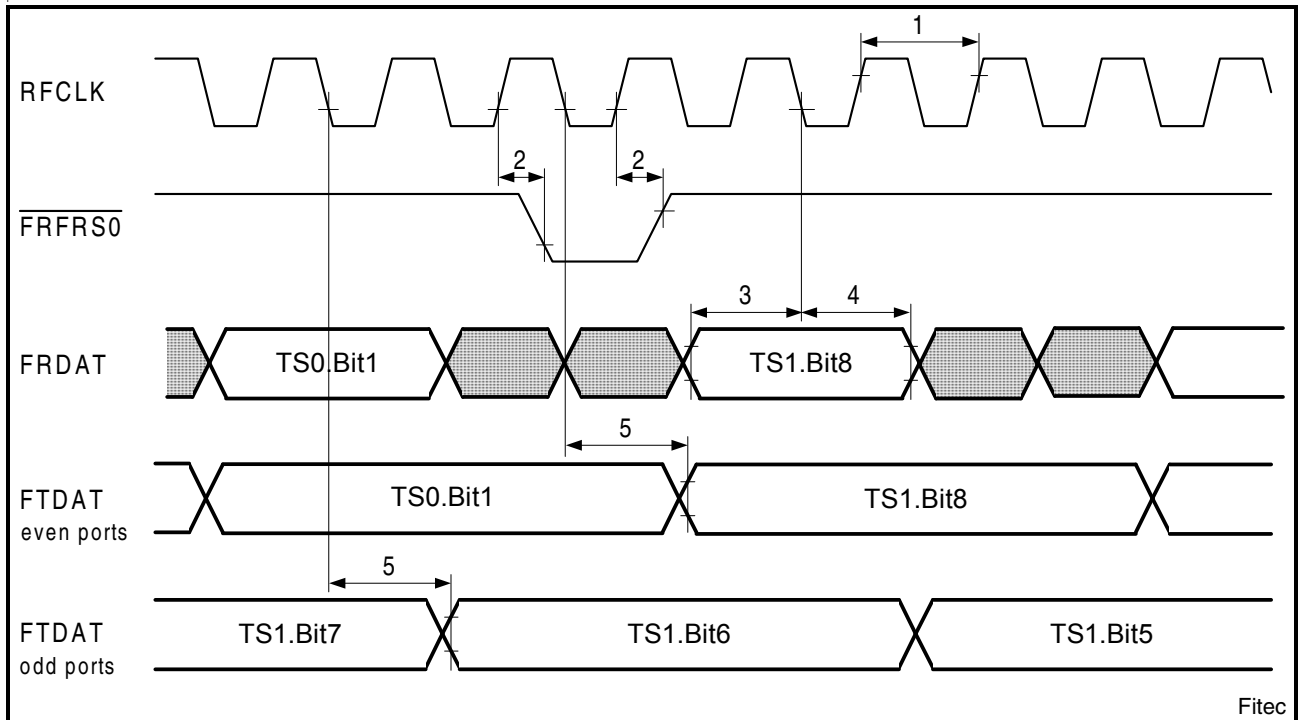 1
RFCLK
2
2
FRFRS0
3
4
FRDAT
TS0.Bit1
TS1.Bit8
5
FTDAT
even ports
TS0.Bit1
TS1.Bit8
5
FTDAT
odd ports
TS1.Bit7
TS1.Bit6
TS1.Bit5
Fitec